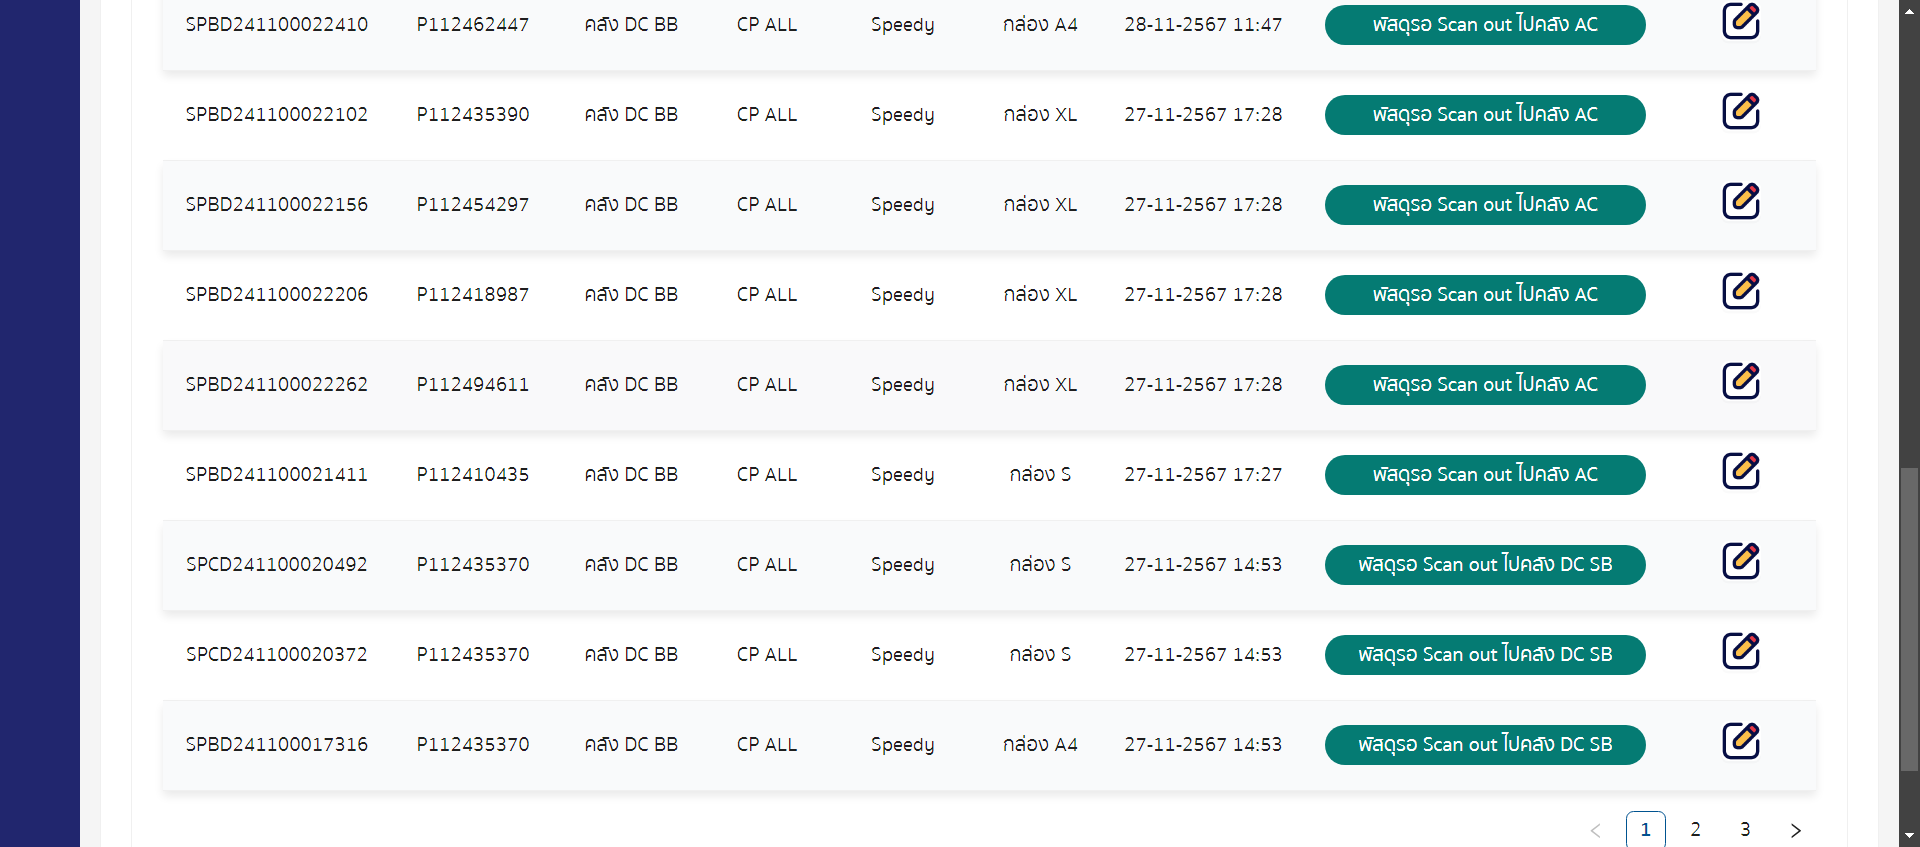 SPBD241100022410 P112462447 คลัง DC BB CP ALL Speedy กล่อง A4 28-11-2567 11:47 พัสดุรอ Scan out ไปคลัง AC
SPBD241100022102 P112435390 คลัง DC BB CP ALL Speedy กล่อง XL 27-11-2567 17:28 พัสดุรอ Scan out ไปคลัง AC
SPBD241100022156 P112454297 คลัง DC BB CP ALL Speedy กล่อง XL 27-11-2567 17:28 พัสดุรอ Scan out ไปคลัง AC
SPBD241100022206 P112418987 คลัง DC BB CP ALL Speedy กล่อง XL 27-11-2567 17:28 พัสดุรอ Scan out ไปคลัง AC
SPBD241100022262 P112494611 คลัง DC BB CP ALL Speedy กล่อง XL 27-11-2567 17:28 พัสดุรอ Scan out ไปคลัง AC
SPBD241100021411 P112410435 คลัง DC BB CP ALL Speedy กล่อง S 27-11-2567 17:27 พัสดุรอ Scan out ไปคลัง AC
SPCD241100020492 P112435370 คลัง DC BB CP ALL Speedy กล่อง S 27-11-2567 14:53 พัสดุรอ Scan out ไปคลัง DC SB
SPCD241100020372 P112435370 คลัง DC BB CP ALL Speedy กล่อง S 27-11-2567 14:53 พัสดุรอ Scan out ไปคลัง DC SB
SPBD241100017316 P112435370 คลัง DC BB CP ALL Speedy กล่อง A4 27-11-2567 14:53 พัสดุรอ Scan out ไปคลัง DC SB
1 2 3